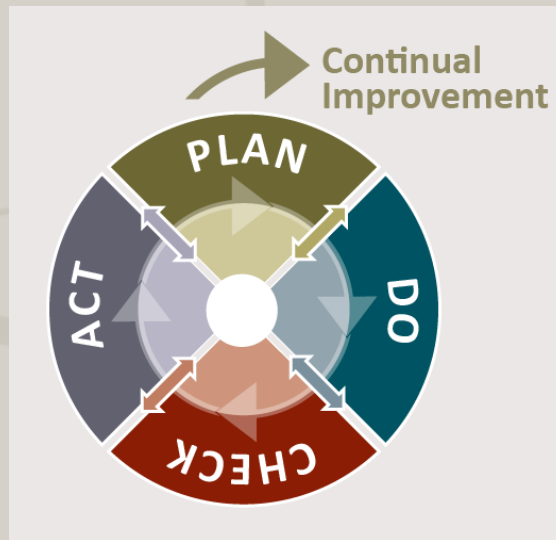 Continual
Improvement
PLAN
DO
CHECK
ACT